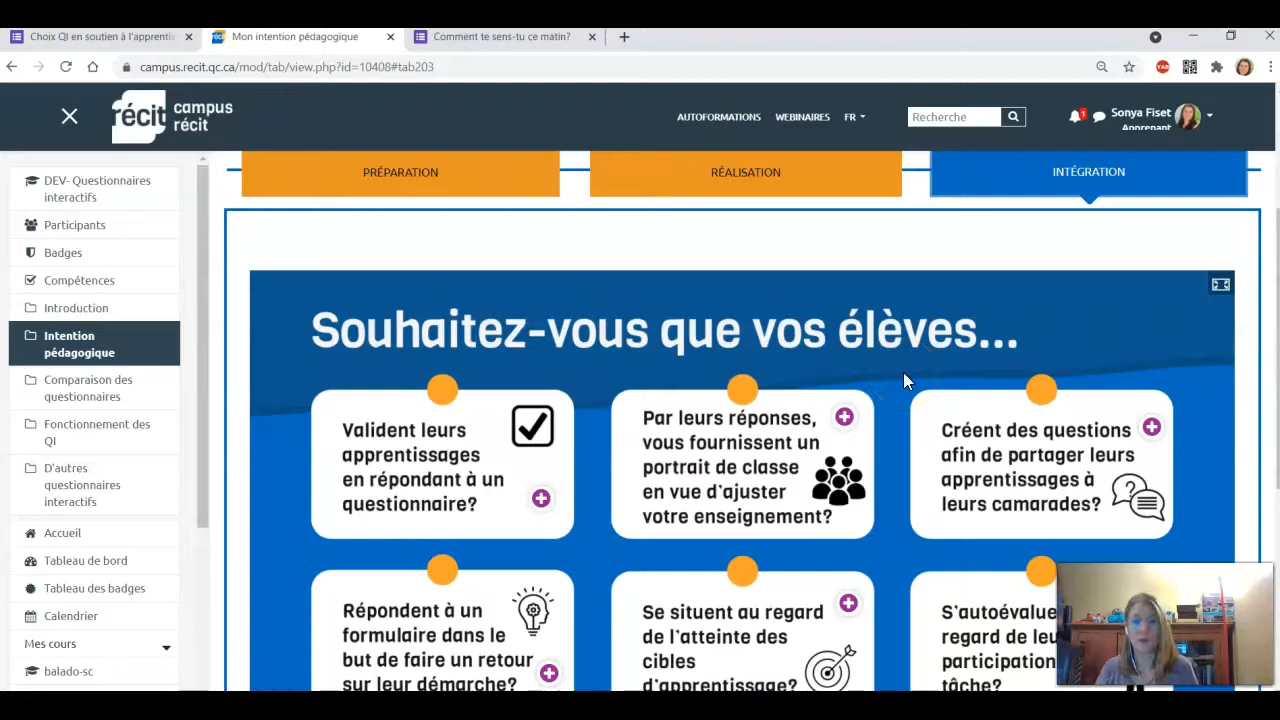 Choix QI en soutien à l'apprenti
Mon intention pédagogique
Comment te sens-tu ce matin?
campus.recit.qc.ca/mod/tab/view.php?id=10408#tab203
récit
campus
récit
AUTOFORMATIONS
WEBINAIRES
FR
Recherche
1
Sonya Fiset
Apprenant
DEV- Questionnaires
interactifs
Participants
Badges
Compétences
Introduction
Intention
pédagogique
Comparaison des
questionnaires
Fonctionnement des
QI
D'autres
questionnaires
interactifs
Accueil
Tableau de bord
Tableau des badges
Calendrier
Mes cours
balado-sc
PRÉPARATION
RÉALISATION
INTÉGRATION
Souhaitez-vous que vos élèves...
Valident leurs
apprentissages
en répondant à un
questionnaire?
Par leurs réponses,
vous fournissent un
portrait de classe
en vue d'ajuster
votre enseignement?
Créent des questions
afin de partager leurs
apprentissages à
leurs camarades?
Répondent à un
formulaire dans le
but de faire un retour
sur leur démarche?
Se situent au regard
de l'atteinte des
cibles
d'apprentissage?
S'autoévalue
regard de leu
participation
tâche?